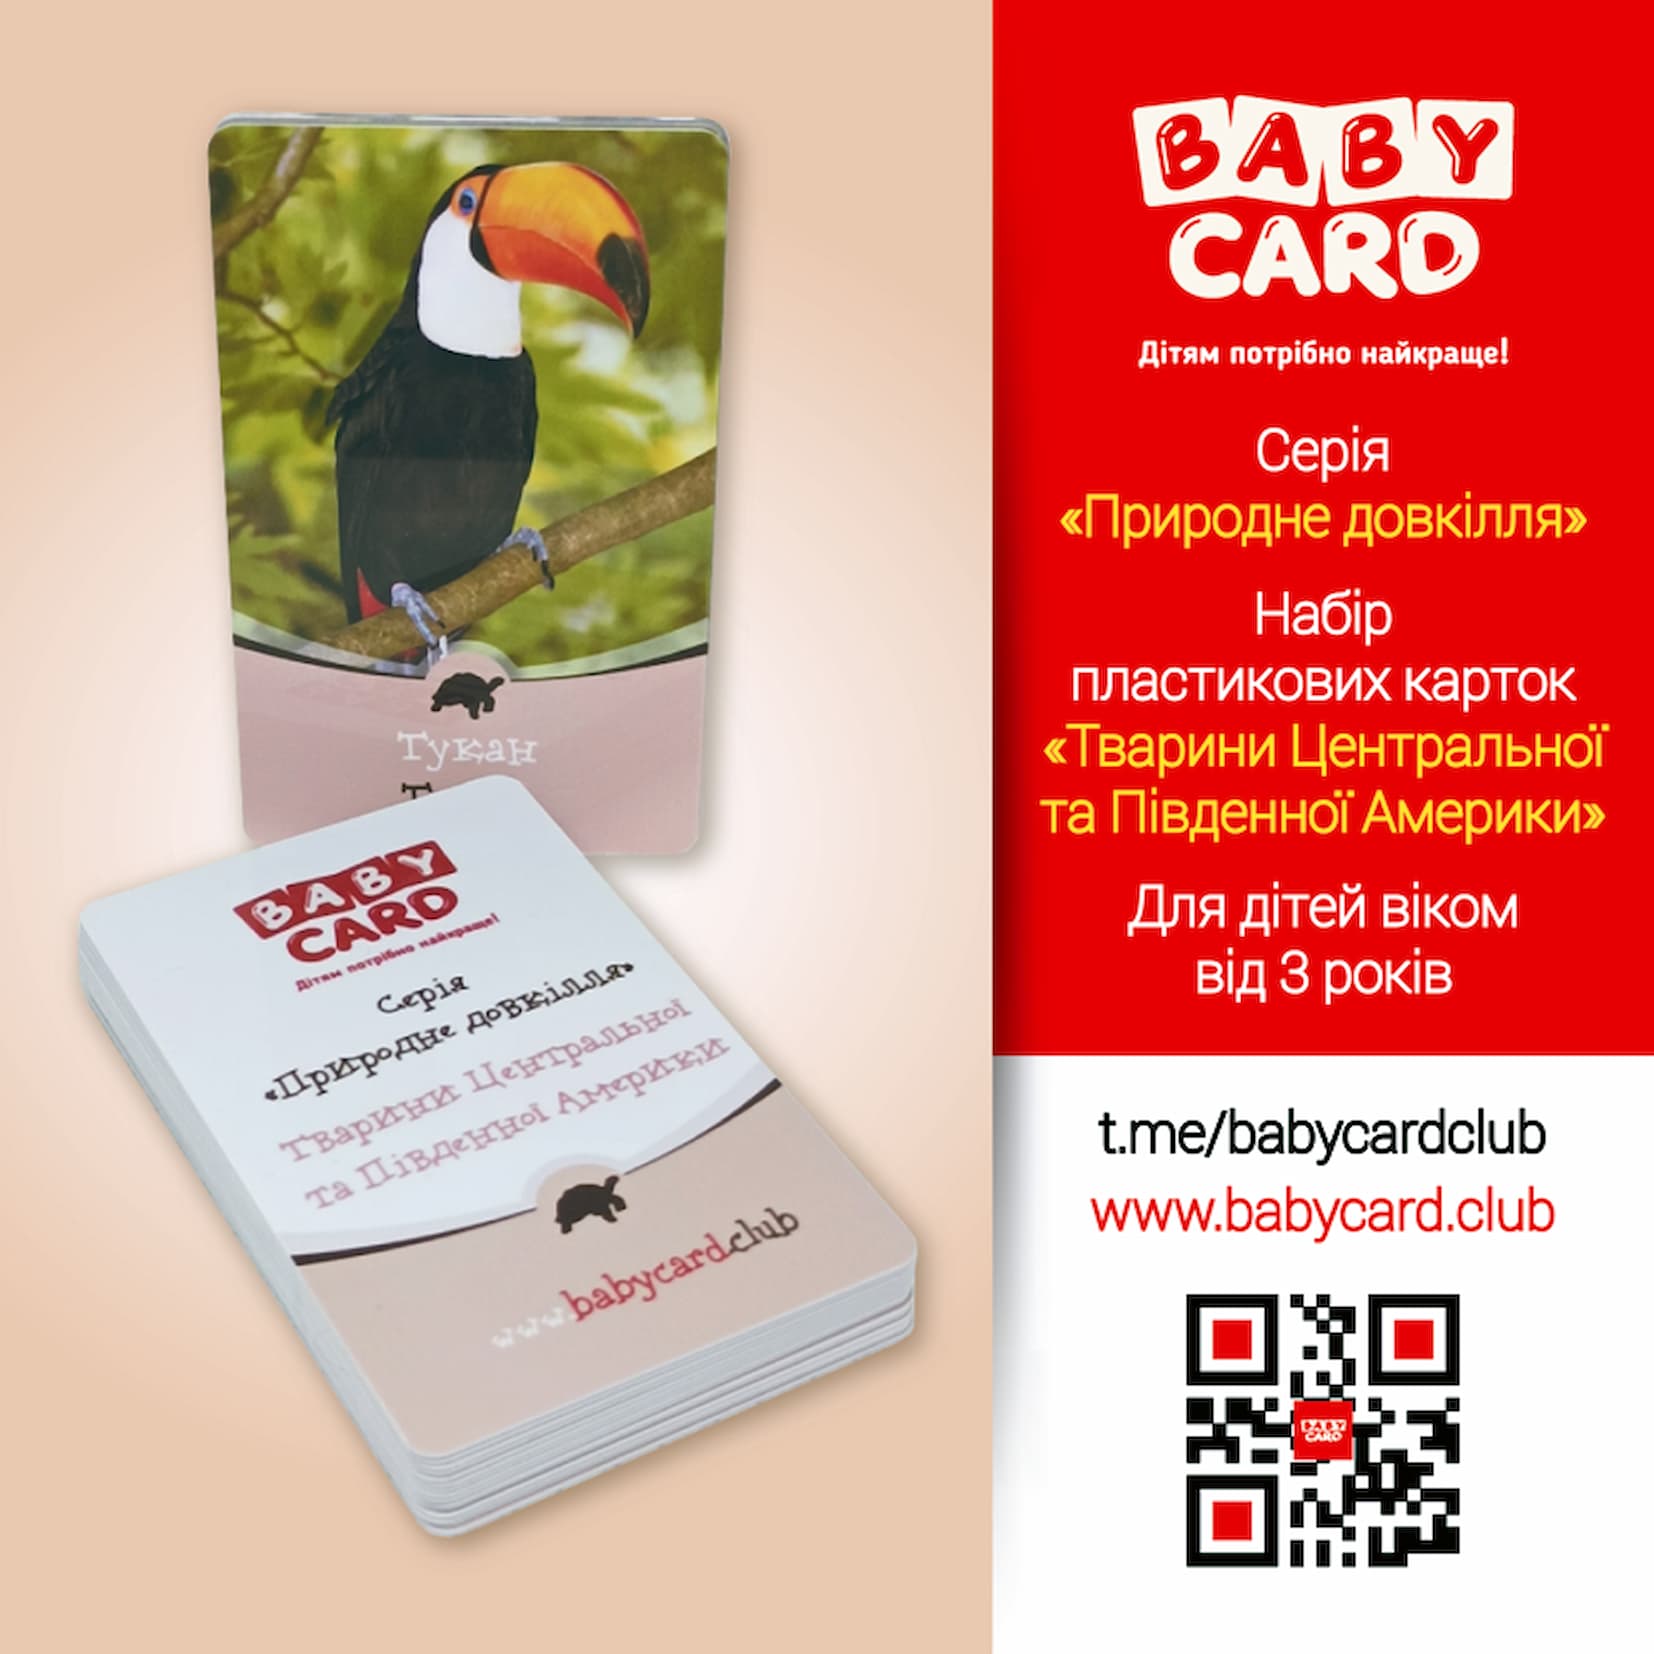 Тукан
BABY
CARD
Дітям потрібно найкраще!
Серія
«Природне довкілля»
Тварини Центральної
та Південної Америки
www.babycard.club
BABY
CARD
Дітям потрібно найкраще!
Серія
«Природне довкілля»
Набір
пластикових карток
«Тварини Центральної
та Південної Америки»
Для дітей віком
від 3 років
t.me/babycardclub
www.babycard.club
BABY
CARD